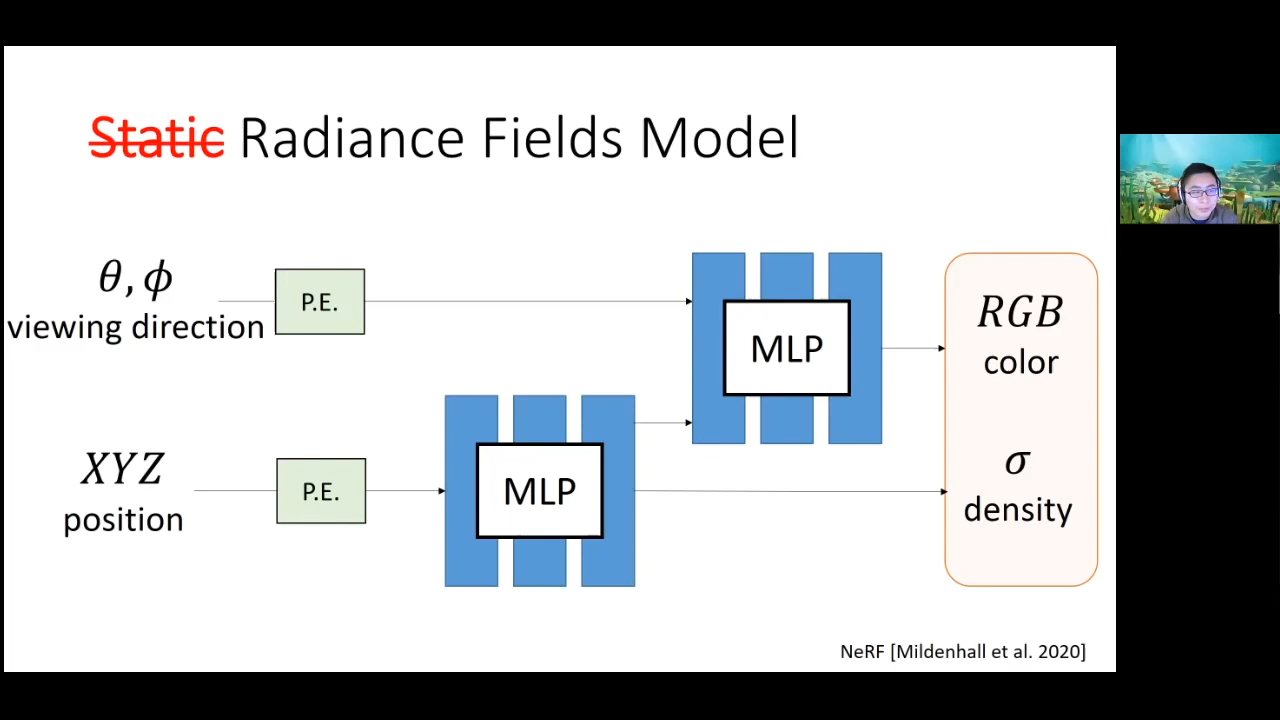 Static Radiance Fields Model
θ, ϕ
viewing direction
P.E.
MLP
RGB
color
XYZ
position
P.E.
MLP
σ
density
NeRF [Mildenhall et al. 2020]